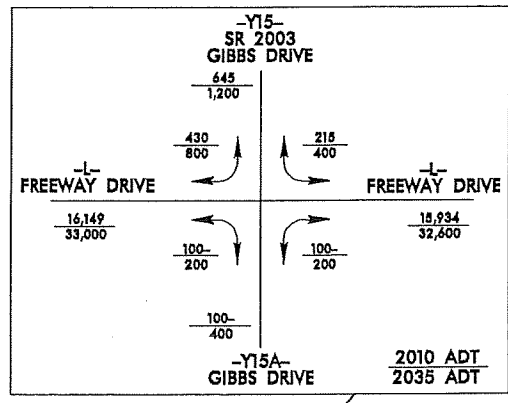 -Y15-
SR 2003
GIBBS DRIVE
645
1,200
430
800
215
400
-L-
FREEWAY DRIVE
-L-
FREEWAY DRIVE
16,149
33,000
15,934
32,600
100-
200
100-
200
100-
400
-Y15A-
GIBBS DRIVE
2010 ADT
2035 ADT